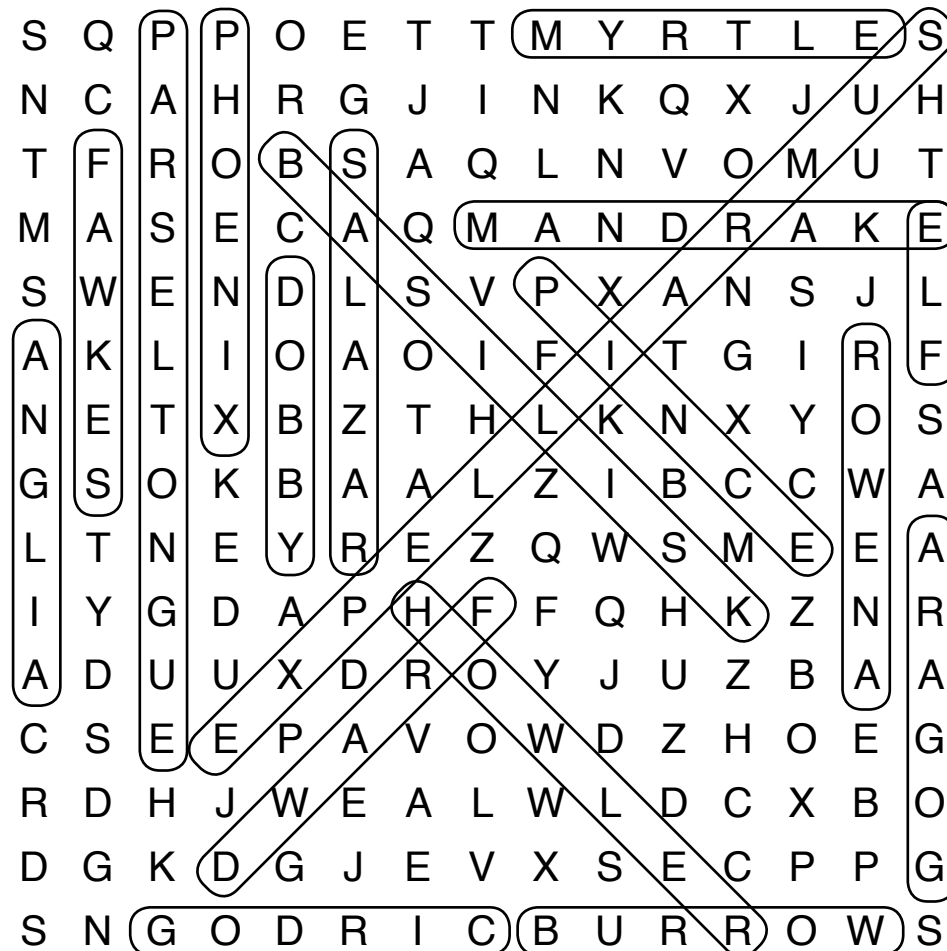 S Q P P O E T T M Y R T L E S
N C A H R G J I N K Q X J U H
T F R O B S A Q L N V O M U T
M A S E C A Q M A N D R A K E
S W E N D L S V P X A N S J L
A K L I O A O I F I T G I R F
N E T X B Z T H L K N X Y O S
G S O K B A A L Z I B C C W A
L T N E Y R E Z Q W S M E E A
I Y G D A P H F F Q H K Z N R
A D U U X D R O Y J U Z B A A
C S E E P A V O W D Z H O E G
R D H J W E A L W L D C X B O
D G K D G J E V X S E C P P G
S N G O D R I C B U R R O W S